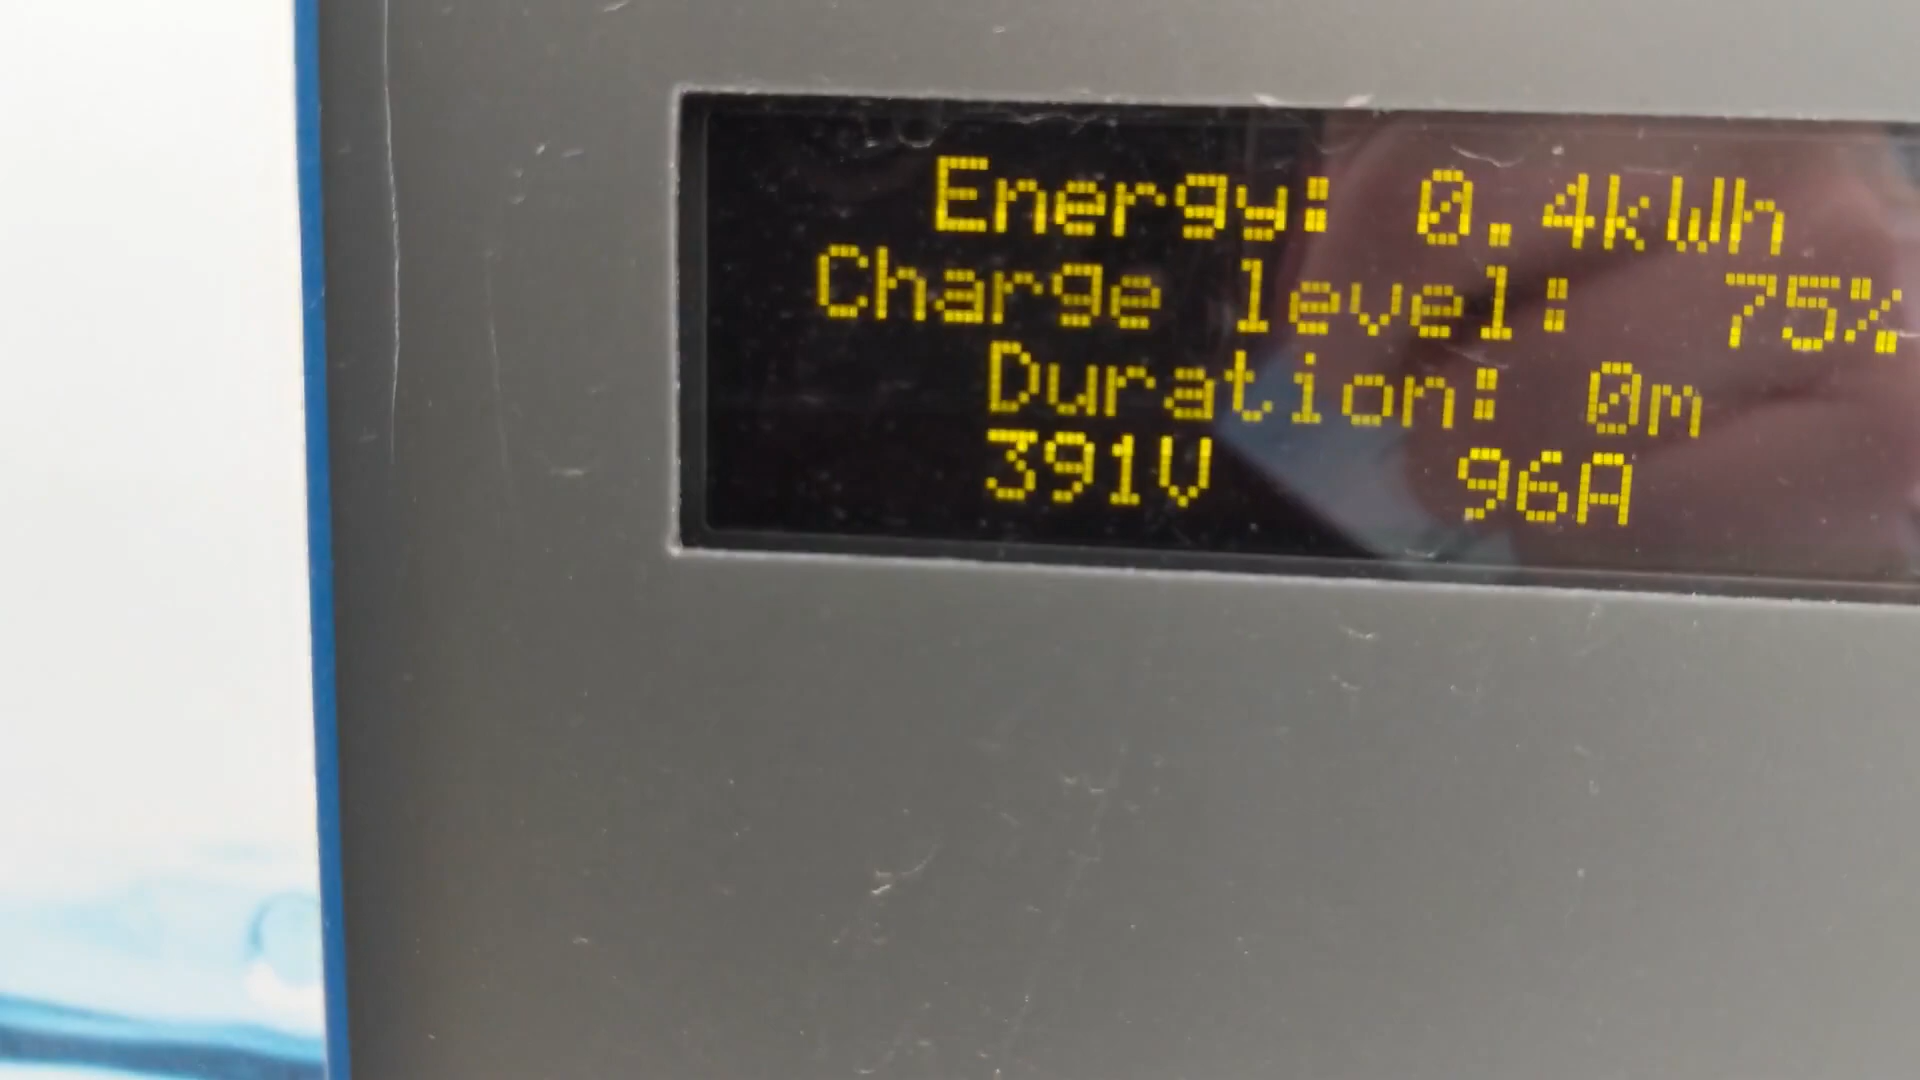 Energy: 0.4kWh
Charge level: 75%
Duration: 0m
391V 96A